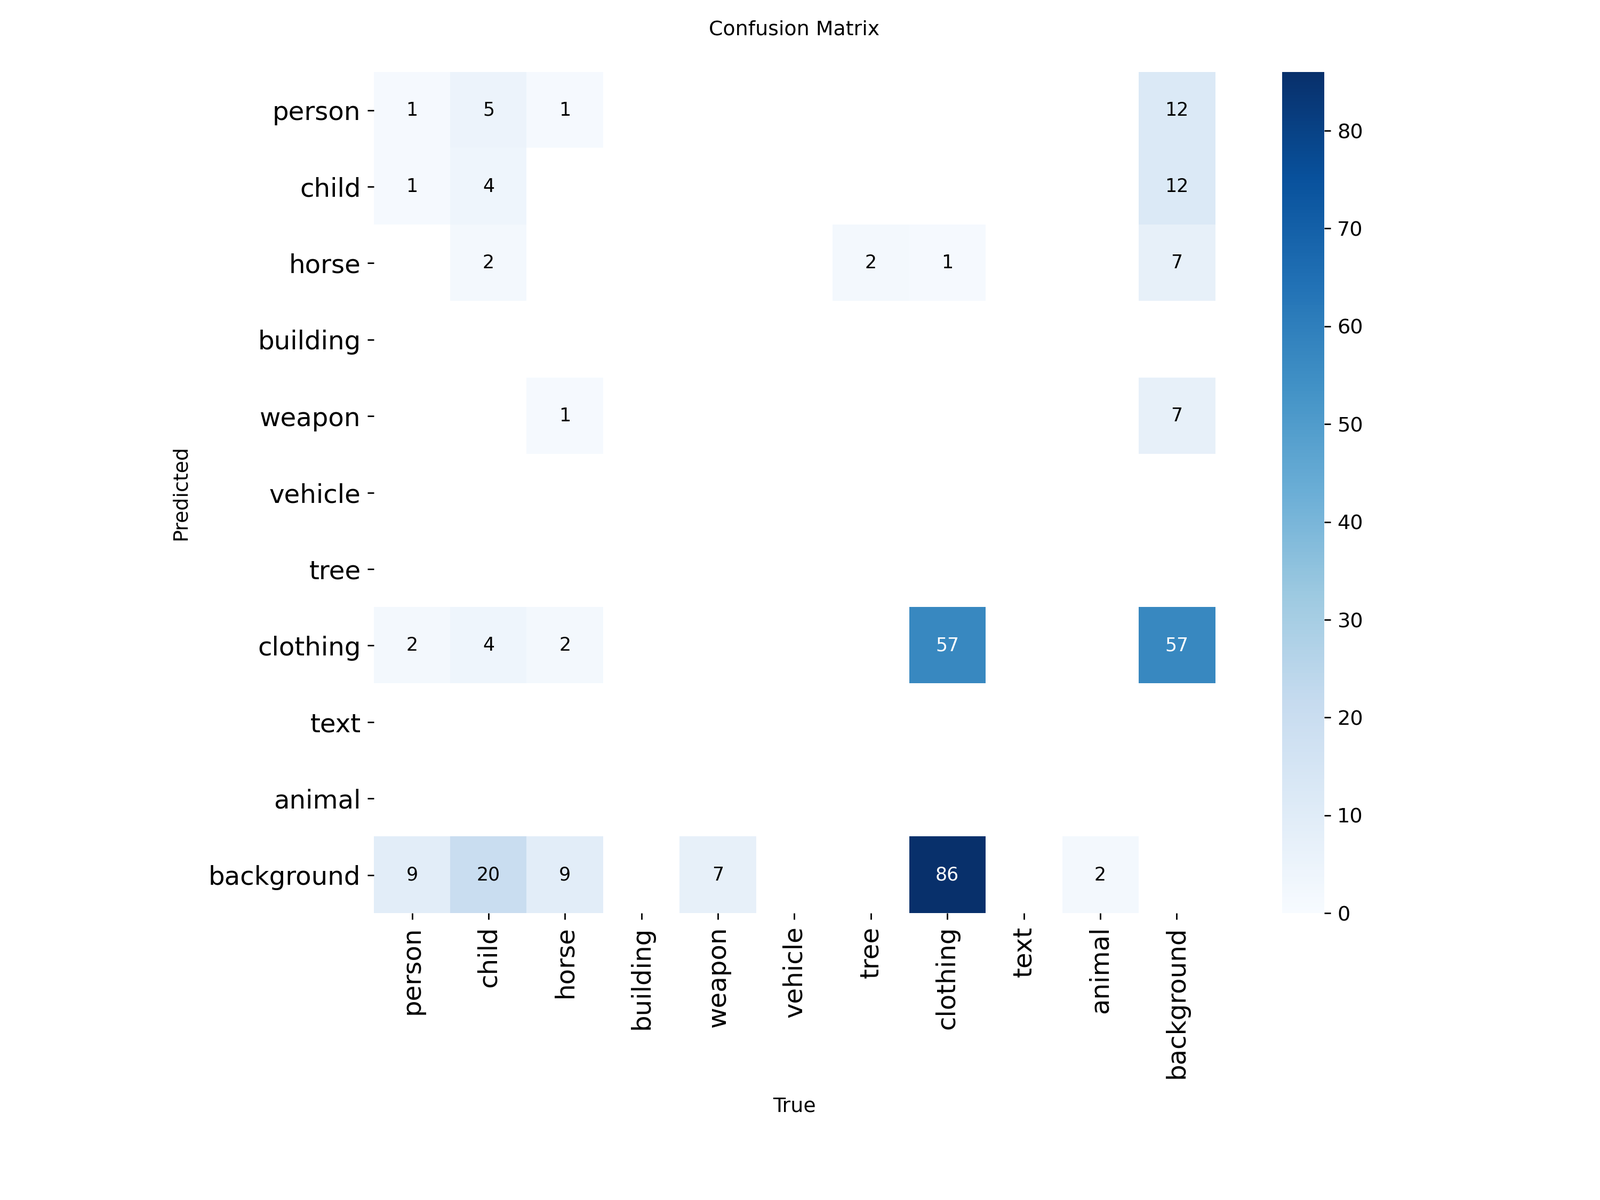 Confusion Matrix
person 1 5 1 12
80
child 1 4 12
70
horse 2 2 1 7
building
60
weapon 1 7
50
Predicted
vehicle
40
tree
30
clothing 2 4 2 57 57
text
20
animal
10
background 9 20 9 7 86 2
0
person child horse building weapon vehicle tree clothing text animal background
True